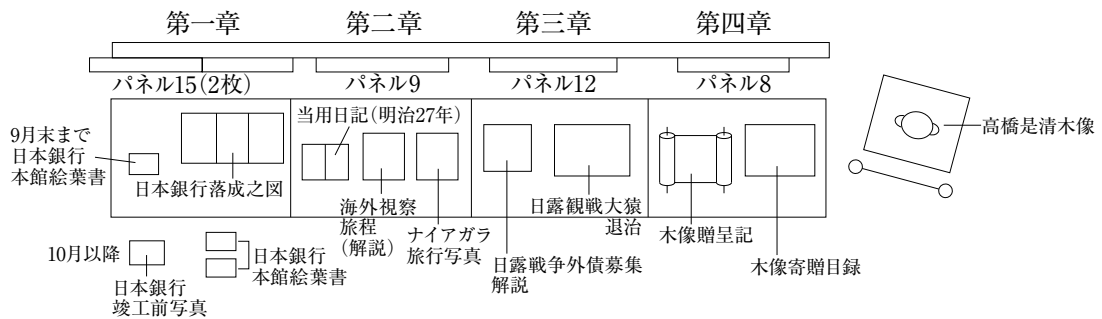 第一章
第二章
第三章
第四章
パネル15(2枚)
パネル9
パネル12
パネル8
9月末まで
日本銀行
本館絵葉書
日本銀行落成之図
当用日記(明治27年)
海外視察
旅程
(解説)
ナイアガラ
旅行写真
日露戦争外債募集
解説
日露観戦大猿
退治
木像贈呈記
木像寄贈目録
高橋是清木像
10月以降
日本銀行
竣工前写真
日本銀行
本館絵葉書